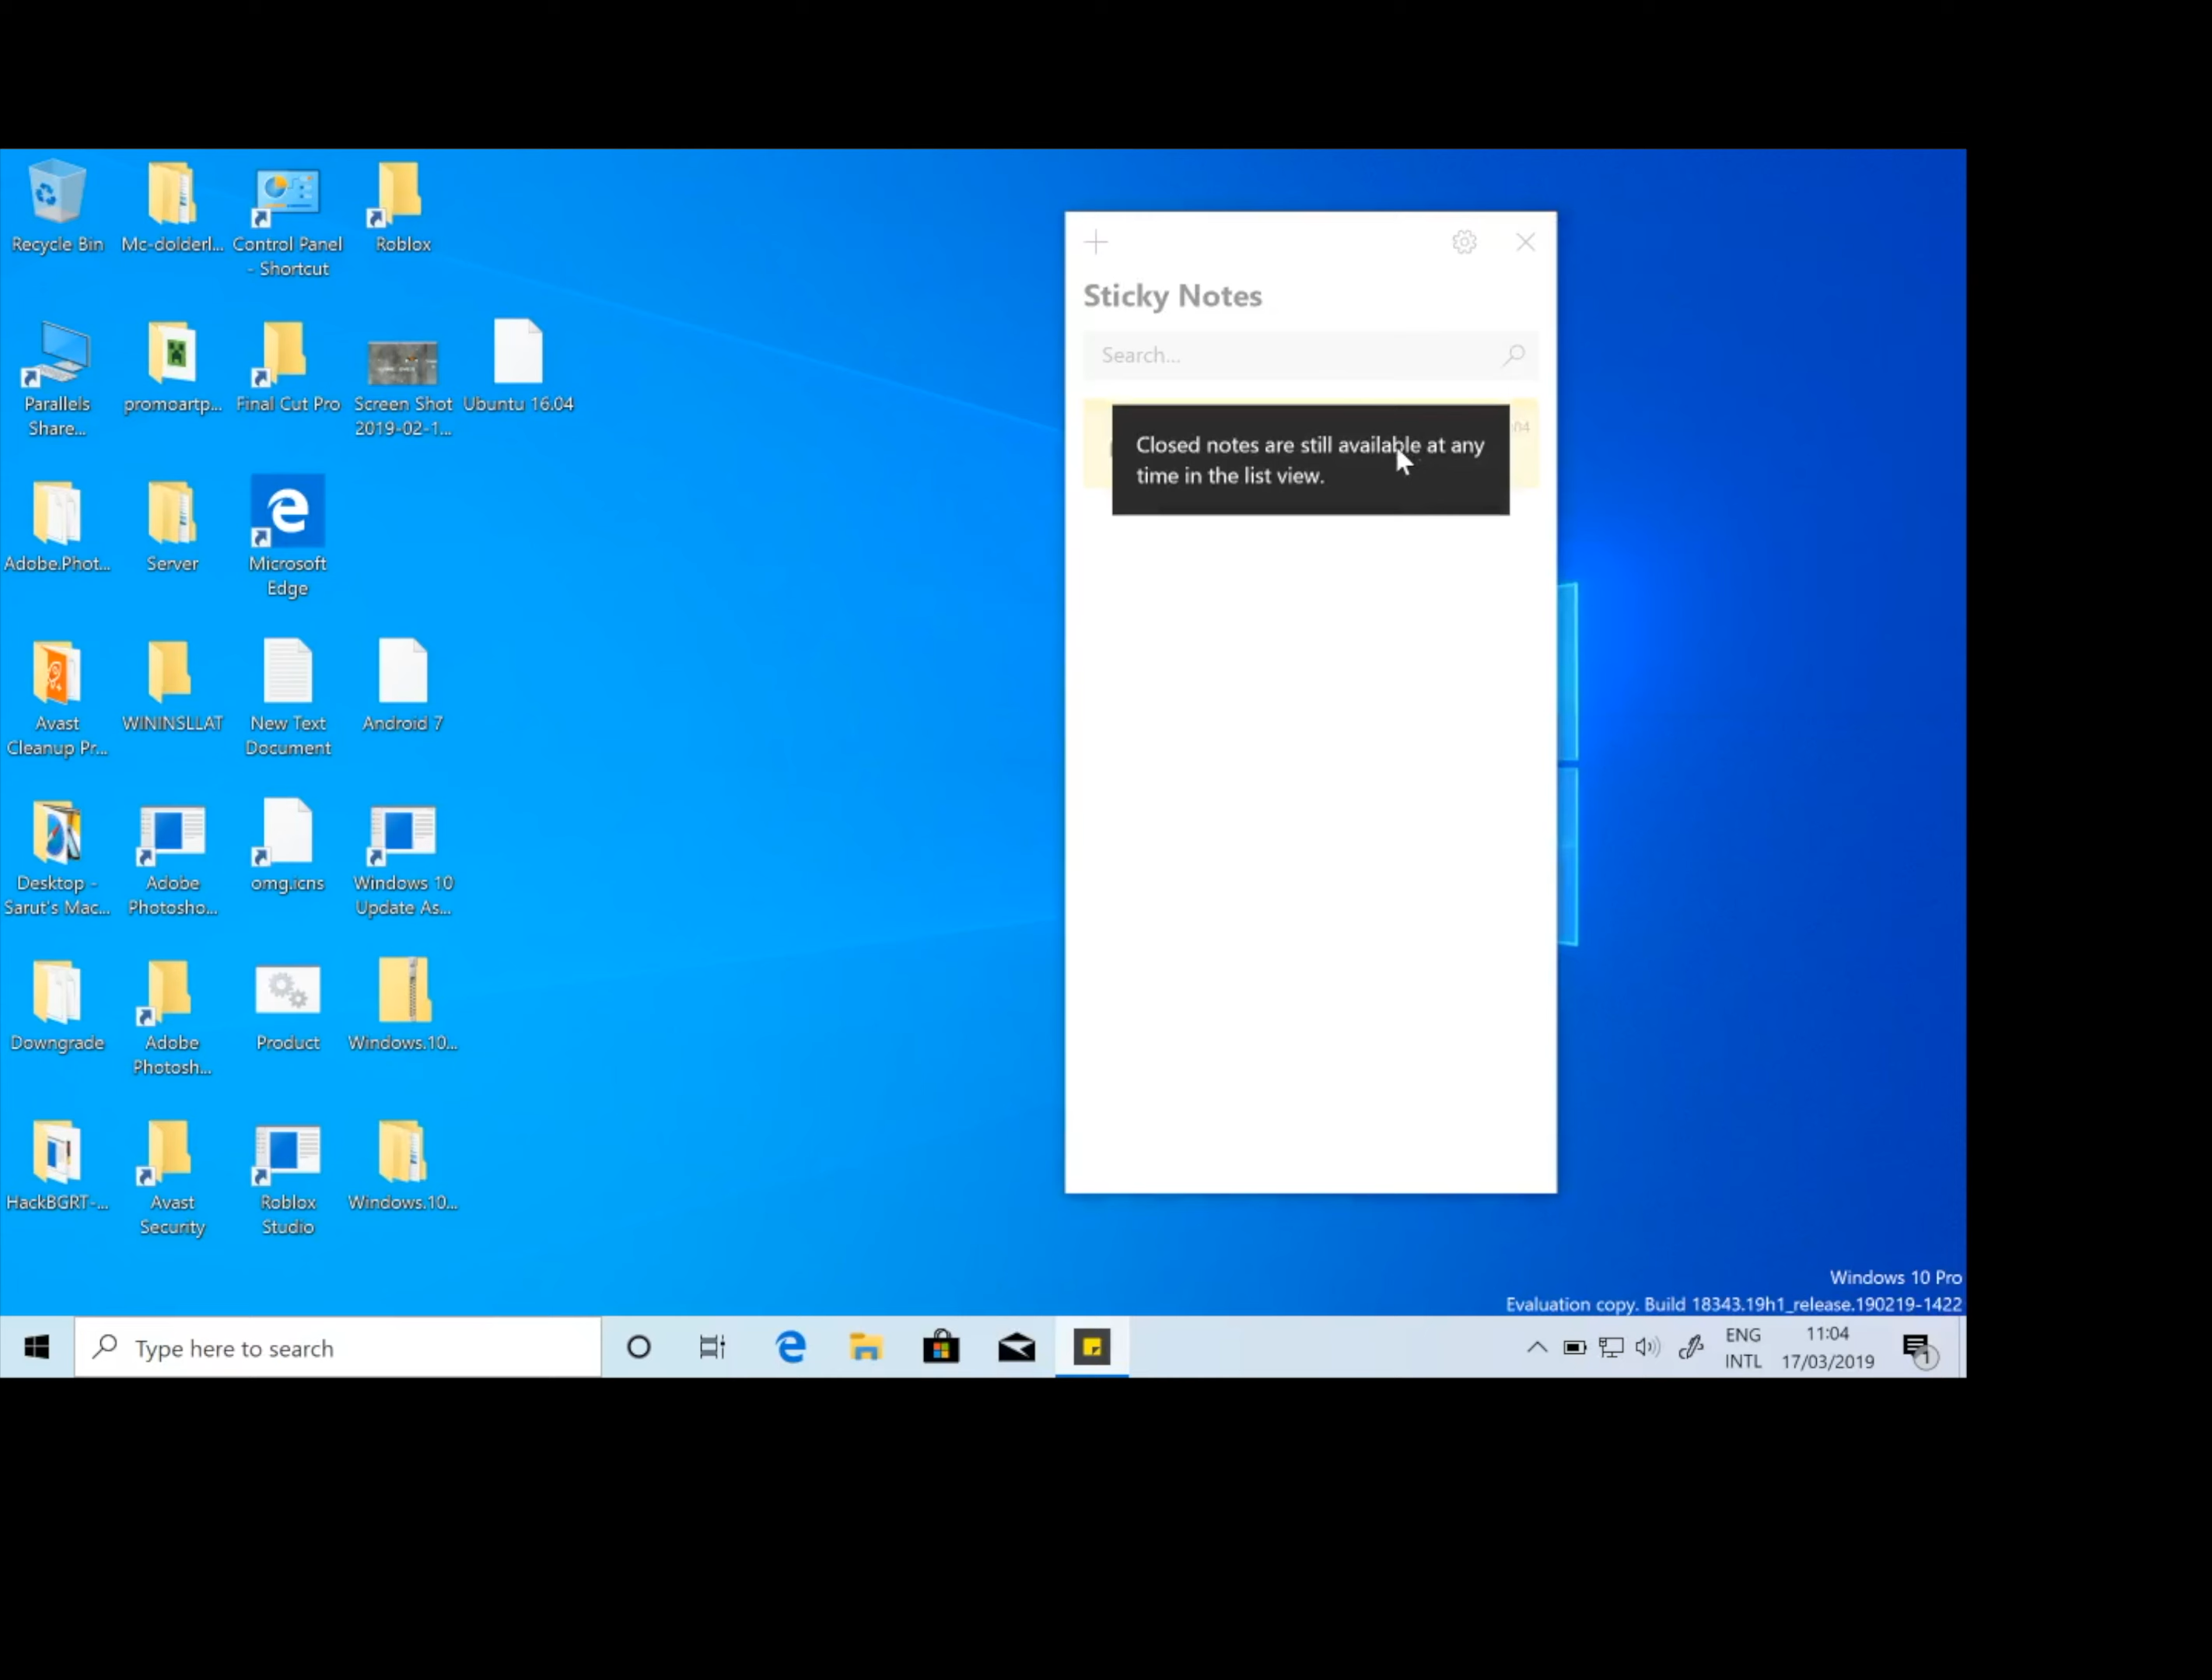 Recycle Bin
Mc-dolderl...
Control Panel
- Shortcut
Roblox
Parallels
Share...
promoartp...
Final Cut Pro
Screen Shot
2019-02-1...
Ubuntu 16.04
Adobe.Phot...
Server
Microsoft
Edge
Avast
Cleanup Pr...
WININSLLAT
New Text
Document
Android 7
Desktop -
Sarut's Mac...
Adobe
Photosho...
omg.icns
Windows 10
Update As...
Downgrade
Adobe
Photosh...
Product
Windows.10...
HackBGRT-...
Avast
Security
Roblox
Studio
Windows.10...
Sticky Notes
Search...
:04
Closed notes are still available at any
time in the list view.
Windows 10 Pro
Evaluation copy. Build 18343.19h1_release.190219-1422
Type here to search
ENG
INTL
11:04
17/03/2019
1